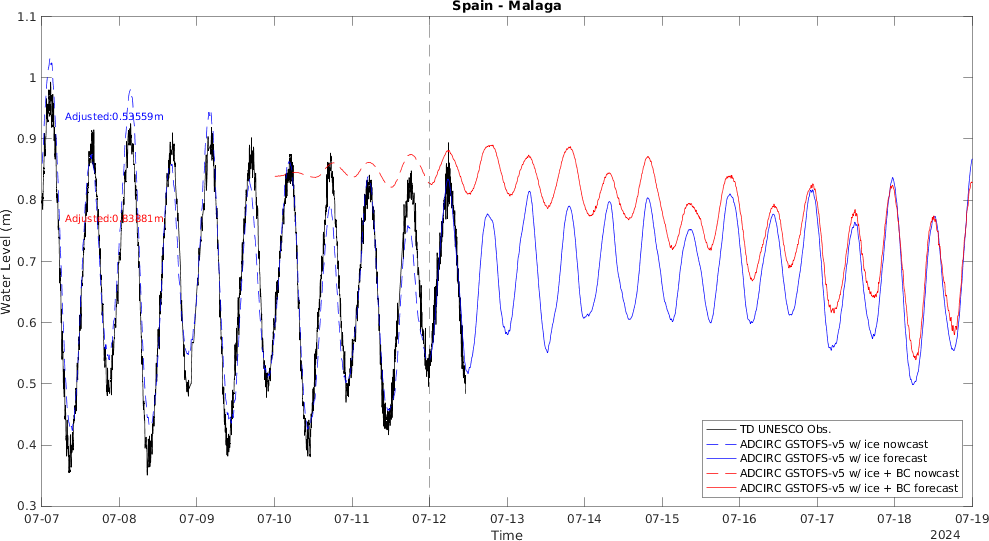 Spain - Malaga
1.1
1
0.9
0.8
0.7
0.6
0.5
0.4
0.3
Water Level (m)
Adjusted:0.53559m
Adjusted:0.83881m
TD UNESCO Obs.
ADCIRC GSTOFS-v5 w/ ice nowcast
ADCIRC GSTOFS-v5 w/ ice forecast
ADCIRC GSTOFS-v5 w/ ice + BC nowcast
ADCIRC GSTOFS-v5 w/ ice + BC forecast
07-07 07-08 07-09 07-10 07-11 07-12 07-13 07-14 07-15 07-16 07-17 07-18 07-19
Time
2024